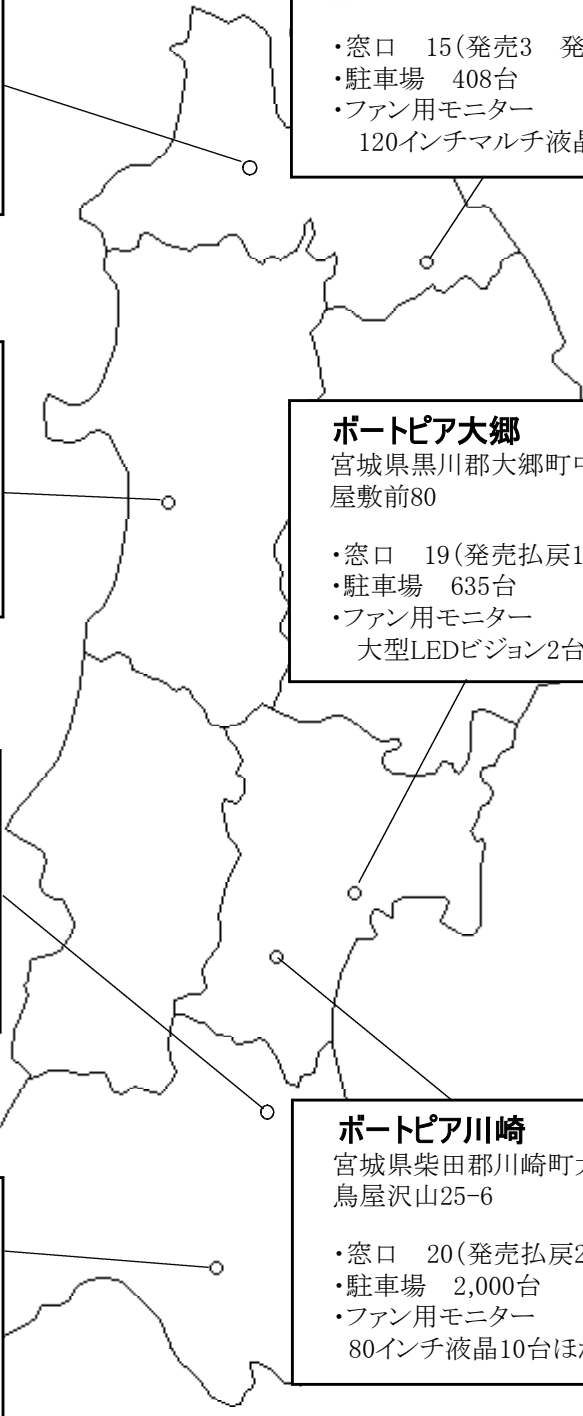 ・窓口　15(発売3　発
・駐車場　408台
・ファン用モニター
120インチマルチ液晶
ボートピア大郷
宮城県黒川郡大郷町中
屋敷前80
・窓口　19(発売払戻1
・駐車場　635台
・ファン用モニター
大型LEDビジョン2台
ボートピア川崎
宮城県柴田郡川崎町大
鳥屋沢山25-6
・窓口　20(発売払戻2
・駐車場　2,000台
・ファン用モニター
80インチ液晶10台ほか